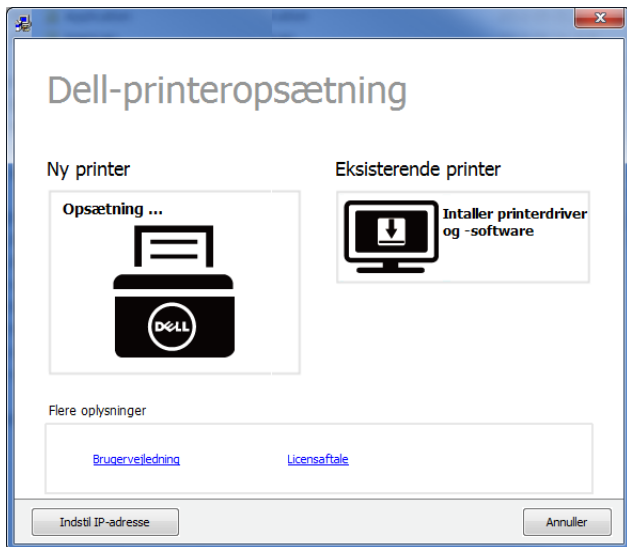 Dell-printeropsætning
Ny printer
Opsætning ...
DELL
Eksisterende printer
Intaller printerdriver
og -software
Flere oplysninger
Brugervejledning
Licensaftale
Indstil IP-adresse
Annuller